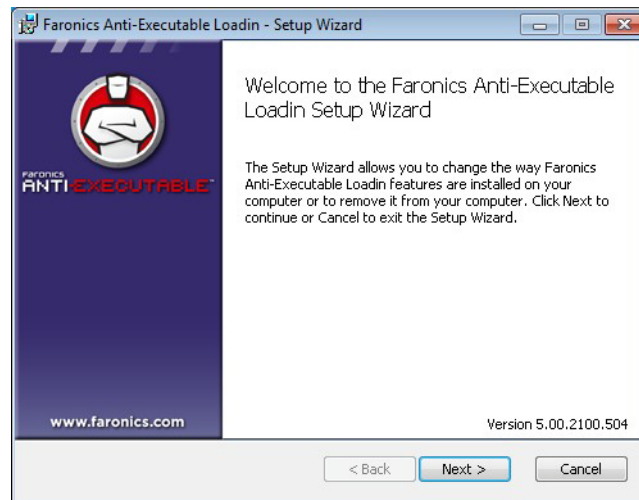 Faronics Anti-Executable Loadin - Setup Wizard
Welcome to the Faronics Anti-Executable
Loadin Setup Wizard
FARONICS
ANTI-EXECUTABLE™
The Setup Wizard allows you to change the way Faronics
Anti-Executable Loadin features are installed on your
computer or to remove it from your computer. Click Next to
continue or Cancel to exit the Setup Wizard.
www.faronics.com
Version 5.00.2100.504
< Back
Next >
Cancel